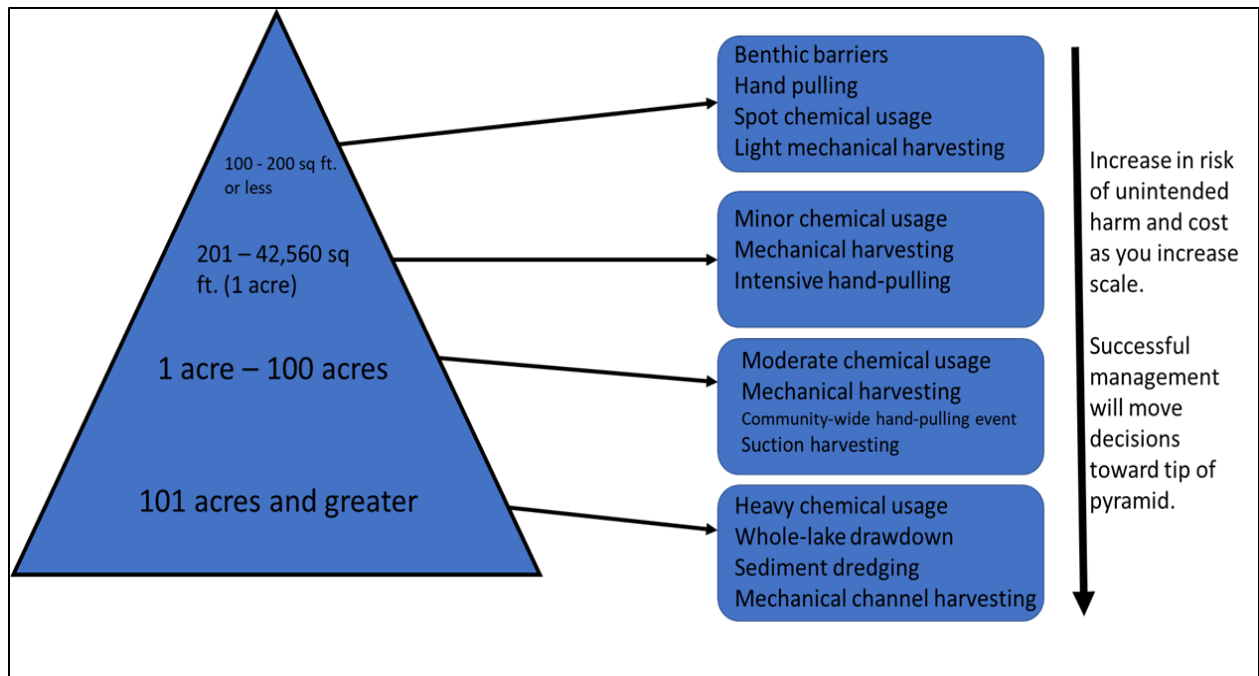 100 - 200 sq ft.
or less
201 – 42,560 sq
ft. (1 acre)
1 acre – 100 acres
101 acres and greater
Benthic barriers
Hand pulling
Spot chemical usage
Light mechanical harvesting
Minor chemical usage
Mechanical harvesting
Intensive hand-pulling
Moderate chemical usage
Mechanical harvesting
Community-wide hand-pulling event
Suction harvesting
Heavy chemical usage
Whole-lake drawdown
Sediment dredging
Mechanical channel harvesting
Increase in risk
of unintended
harm and cost
as you increase
scale.
Successful
management
will move
decisions
toward tip of
pyramid.